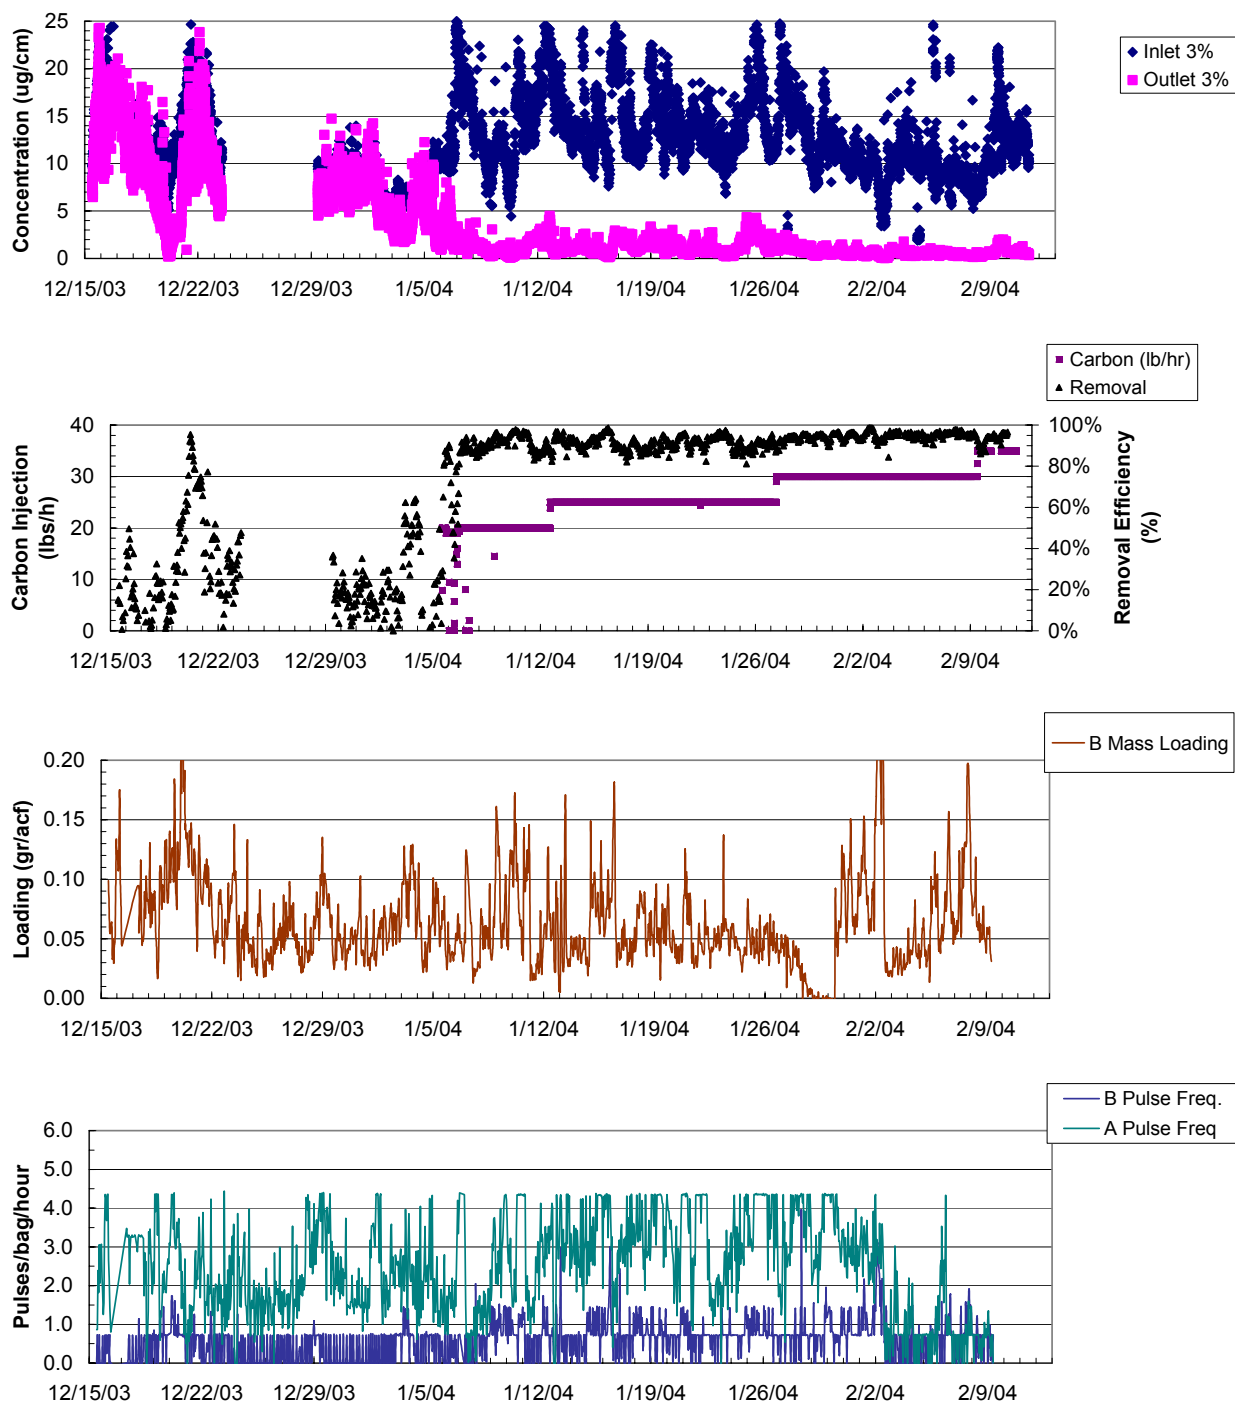 Concentration (ug/cm)
25
20
15
10
5
0
12/15/03 12/22/03 12/29/03 1/5/04 1/12/04 1/19/04 1/26/04 2/2/04 2/9/04
Inlet 3%
Outlet 3%
Carbon (lb/hr)
Removal
Carbon Injection
(lbs/h)
40
30
20
10
0
100%
80%
60%
40%
20%
0%
Removal Efficiency
(%)
12/15/03 12/22/03 12/29/03 1/5/04 1/12/04 1/19/04 1/26/04 2/2/04 2/9/04
B Mass Loading
Loading (gr/acf)
0.20
0.15
0.10
0.05
0.00
12/15/03 12/22/03 12/29/03 1/5/04 1/12/04 1/19/04 1/26/04 2/2/04 2/9/04
B Pulse Freq.
A Pulse Freq
Pulses/bag/hour
6.0
5.0
4.0
3.0
2.0
1.0
0.0
12/15/03 12/22/03 12/29/03 1/5/04 1/12/04 1/19/04 1/26/04 2/2/04 2/9/04